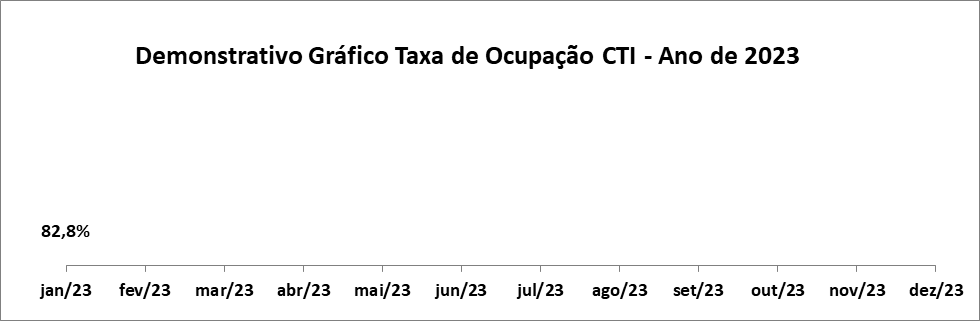 Demonstrativo Gráfico Taxa de Ocupação CTI - Ano de 2023
82,8%
jan/23 fev/23 mar/23 abr/23 mai/23 jun/23 jul/23 ago/23 set/23 out/23 nov/23 dez/23